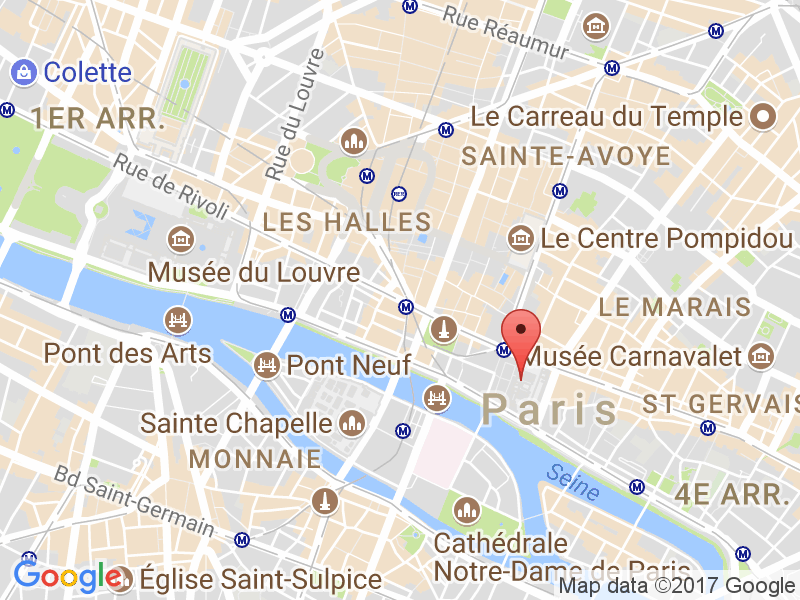 Rue Réaumur
Colette
Rue du Louvre
1ER ARR.
Le Carreau du Temple
SAINTE-AVOYE
Rue de Rivoli
M
RER
LES HALLES
Le Centre Pompidou
Musée du Louvre
LE MARAIS
Pont des Arts
Pont Neuf
Musée Carnavalet
Sainte Chapelle
Paris
ST GERVAIS
MONNAIE
Bd Saint-Germain
Seine
4E ARR.
Cathédrale
Notre-Dame de Paris
Google
Église Saint-Sulpice
Map data ©2017 Google